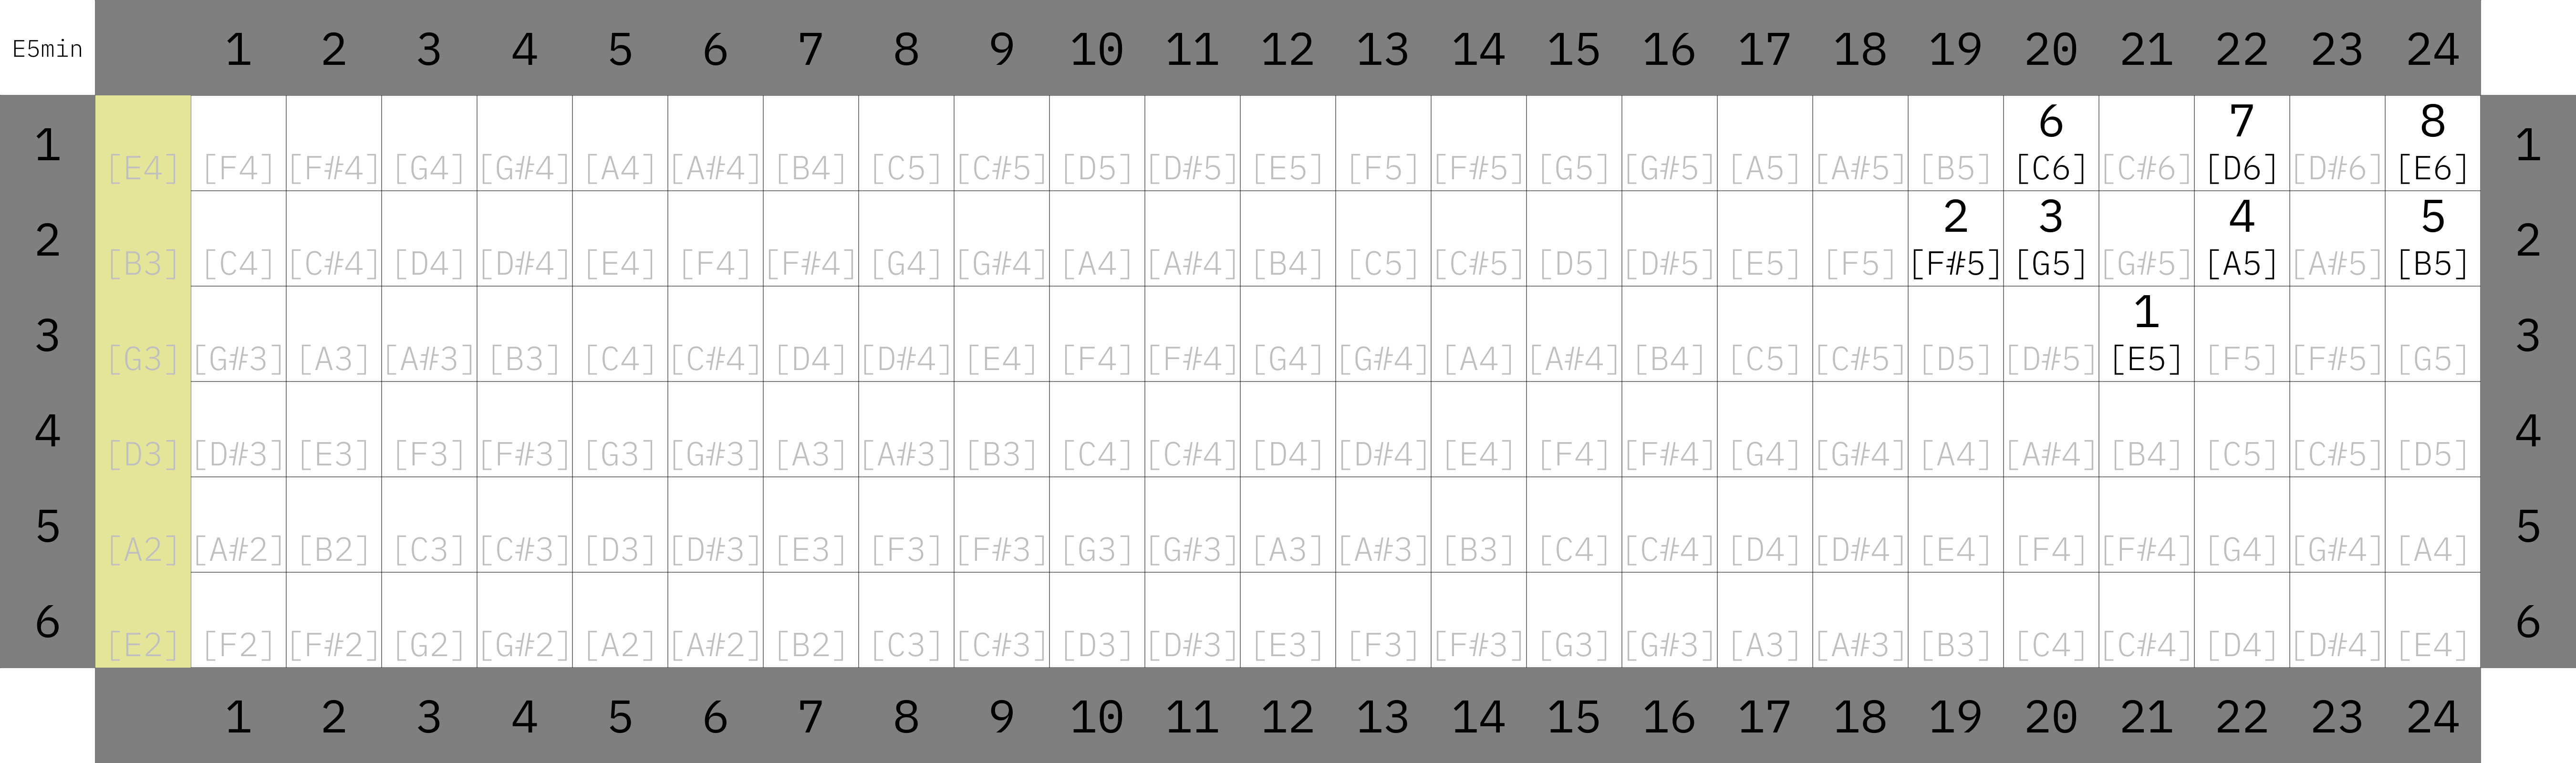 E5min 1 2 3 4 5 6 7 8 9 10 11 12 13 14 15 16 17 18 19 20 21 22 23 24
6 7 8
1 [E4] [F4] [F#4] [G4] [G#4] [A4] [A#4] [B4] [C5] [C#5] [D5] [D#5] [E5] [F5] [F#5] [G5] [G#5] [A5] [A#5] [B5] [C6] [C#6] [D6] [D#6] [E6] 1
2 3 4 5
2 [B3] [C4] [C#4] [D4] [D#4] [E4] [F4] [F#4] [G4] [G#4] [A4] [A#4] [B4] [C5] [C#5] [D5] [D#5] [E5] [F5] [F#5] [G5] [G#5] [A5] [A#5] [B5] 2
1
3 [G3] [G#3] [A3] [A#3] [B3] [C4] [C#4] [D4] [D#4] [E4] [F4] [F#4] [G4] [G#4] [A4] [A#4] [B4] [C5] [C#5] [D5] [D#5] [E5] [F5] [F#5] [G5] 3
4 [D3] [D#3] [E3] [F3] [F#3] [G3] [G#3] [A3] [A#3] [B3] [C4] [C#4] [D4] [D#4] [E4] [F4] [F#4] [G4] [G#4] [A4] [A#4] [B4] [C5] [C#5] [D5] 4
5 [A2] [A#2] [B2] [C3] [C#3] [D3] [D#3] [E3] [F3] [F#3] [G3] [G#3] [A3] [A#3] [B3] [C4] [C#4] [D4] [D#4] [E4] [F4] [F#4] [G4] [G#4] [A4] 5
6 [E2] [F2] [F#2] [G2] [G#2] [A2] [A#2] [B2] [C3] [C#3] [D3] [D#3] [E3] [F3] [F#3] [G3] [G#3] [A3] [A#3] [B3] [C4] [C#4] [D4] [D#4] [E4] 6
1 2 3 4 5 6 7 8 9 10 11 12 13 14 15 16 17 18 19 20 21 22 23 24